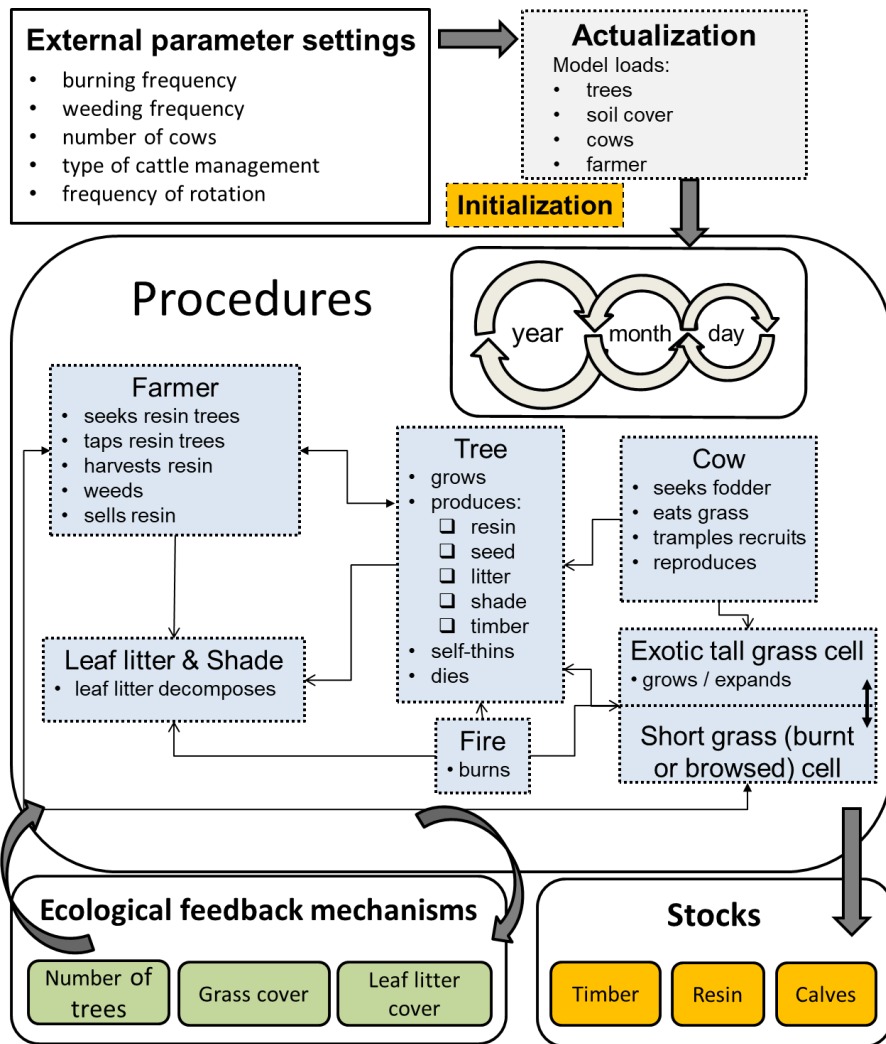 External parameter settings
• burning frequency
• weeding frequency
• number of cows
• type of cattle management
• frequency of rotation
Actualization
Model loads:
• trees
• soil cover
• cows
• farmer
Initialization
Procedures
year
month
day
Farmer
• seeks resin trees
• taps resin trees
• harvests resin
• weeds
• sells resin
Tree
• grows
• produces:
❑ resin
❑ seed
❑ litter
❑ shade
❑ timber
• self-thins
• dies
Cow
• seeks fodder
• eats grass
• tramples recruits
• reproduces
Leaf litter & Shade
• leaf litter decomposes
Fire
• burns
Exotic tall grass cell
• grows / expands
Short grass (burnt
or browsed) cell
Ecological feedback mechanisms
Number of
trees
Grass cover
Leaf litter
cover
Stocks
Timber
Resin
Calves